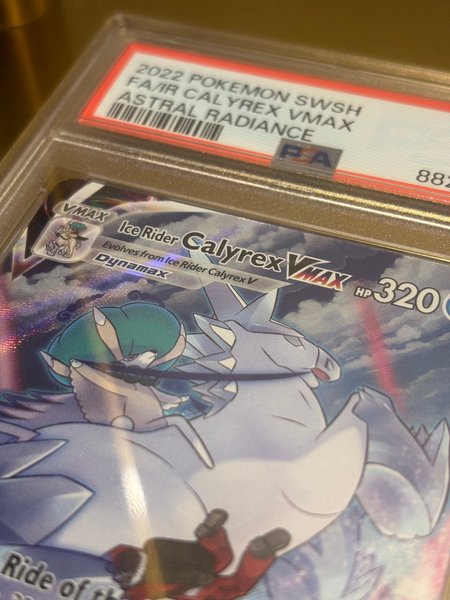 2022 POKEMON SWSH
FA/IR CALYREX VMAX
ASTRAL RADIANCE
PSA
882
VMAX
Ice Rider Calyrex VMAX
HP 320
Evolves from Ice Rider Calyrex V
Dynamax
Ride of the